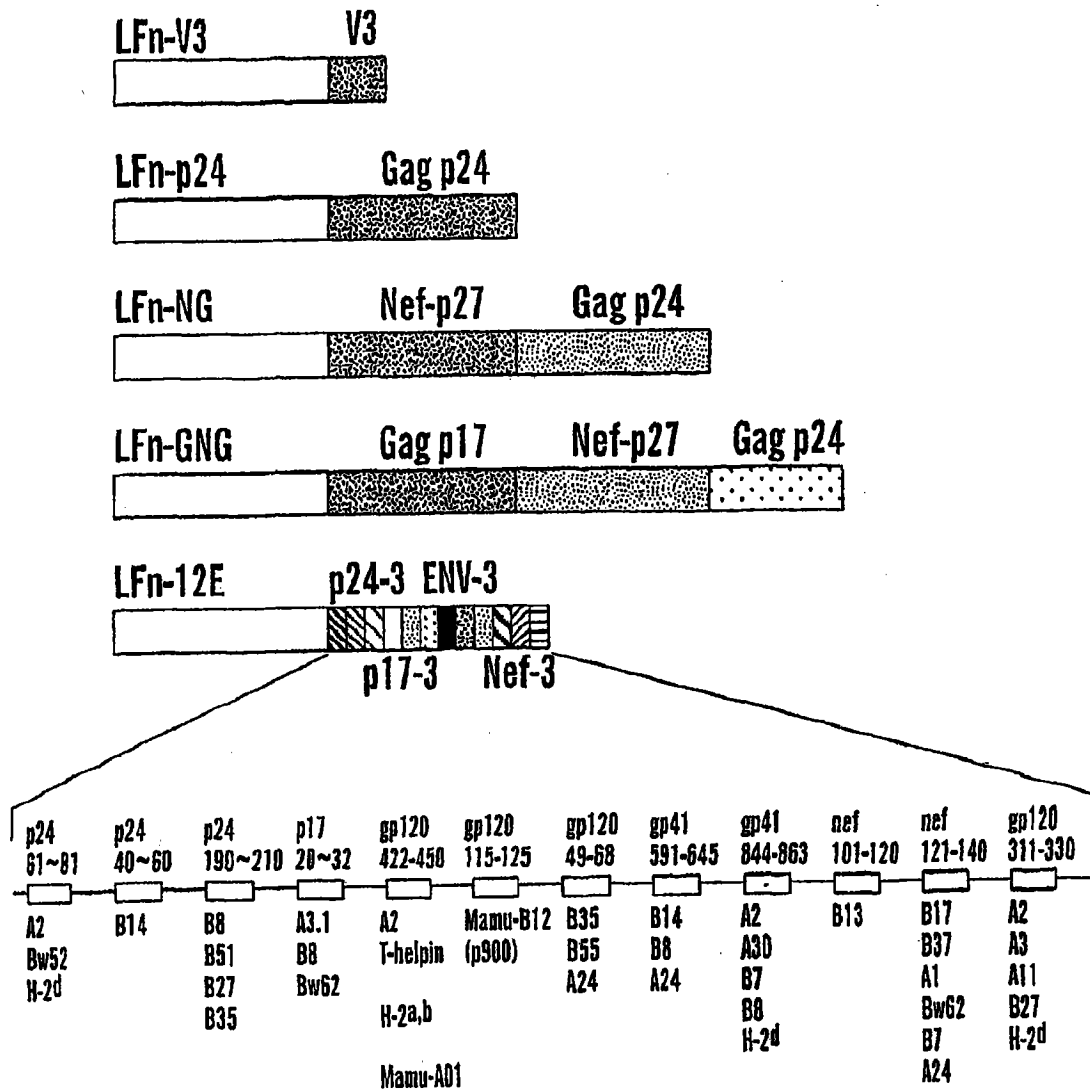 LFn-V3 V3
LFn-p24 Gag p24
LFn-NG Nef-p27 Gag p24
LFn-GNG Gag p17 Nef-p27 Gag p24
LFn-12E p24-3 ENV-3
p17-3 Nef-3
p24 p24 p24 p17 gp120 gp120 gp120 gp41 gp41 nef nef gp120
61~81 40~60 190~210 20~32 422-450 115-125 49-68 591-645 844-863 101-120 121-140 311-330
A2 B14 B8 A3.1 A2 Mamu-B12 B35 B14 A2 B13 B17 A2
Bw52 B51 B8 T-helpin (p980) B55 B8 A30 B37 A3
H-2d B27 Bw62 A24 A24 B7 A1 A11
B35 H-2a,b B8 Bw62 B27
H-2d B7 H-2d
Mamu-A01 A24